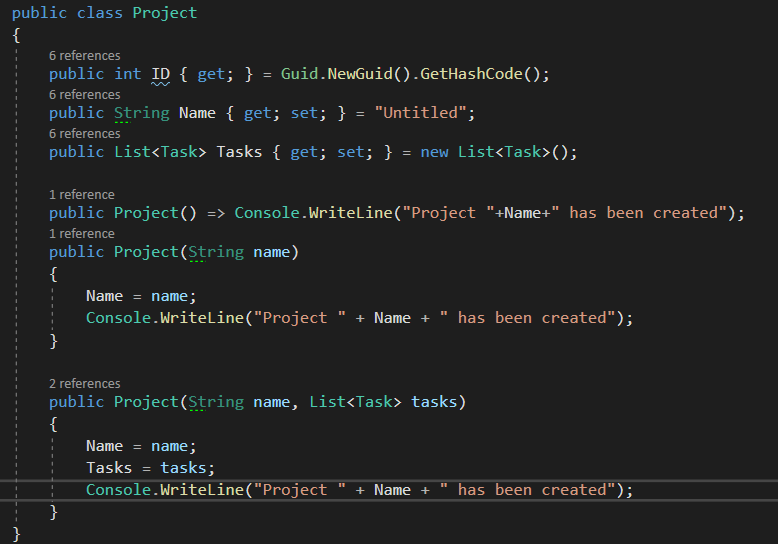 public class Project
{
6 references
public int ID { get; } = Guid.NewGuid().GetHashCode();
6 references
public String Name { get; set; } = "Untitled";
6 references
public List<Task> Tasks { get; set; } = new List<Task>();
1 reference
public Project() => Console.WriteLine("Project "+Name+" has been created");
1 reference
public Project(String name)
{
Name = name;
Console.WriteLine("Project " + Name + " has been created");
}
2 references
public Project(String name, List<Task> tasks)
{
Name = name;
Tasks = tasks;
Console.WriteLine("Project " + Name + " has been created");
}
}